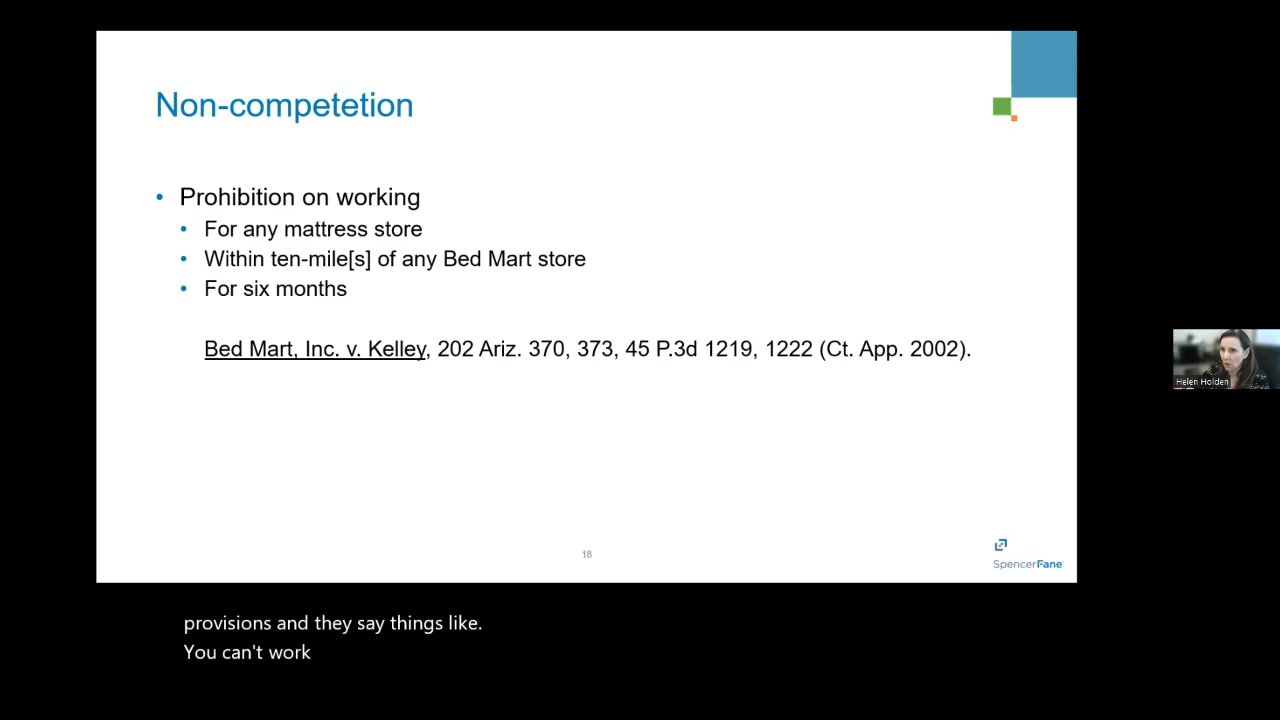 Non-competetion
• Prohibition on working
• For any mattress store
• Within ten-mile[s] of any Bed Mart store
• For six months
Bed Mart, Inc. v. Kelley, 202 Ariz. 370, 373, 45 P.3d 1219, 1222 (Ct. App. 2002).
Helen Holden
18
SpencerFane
provisions and they say things like.
You can't work